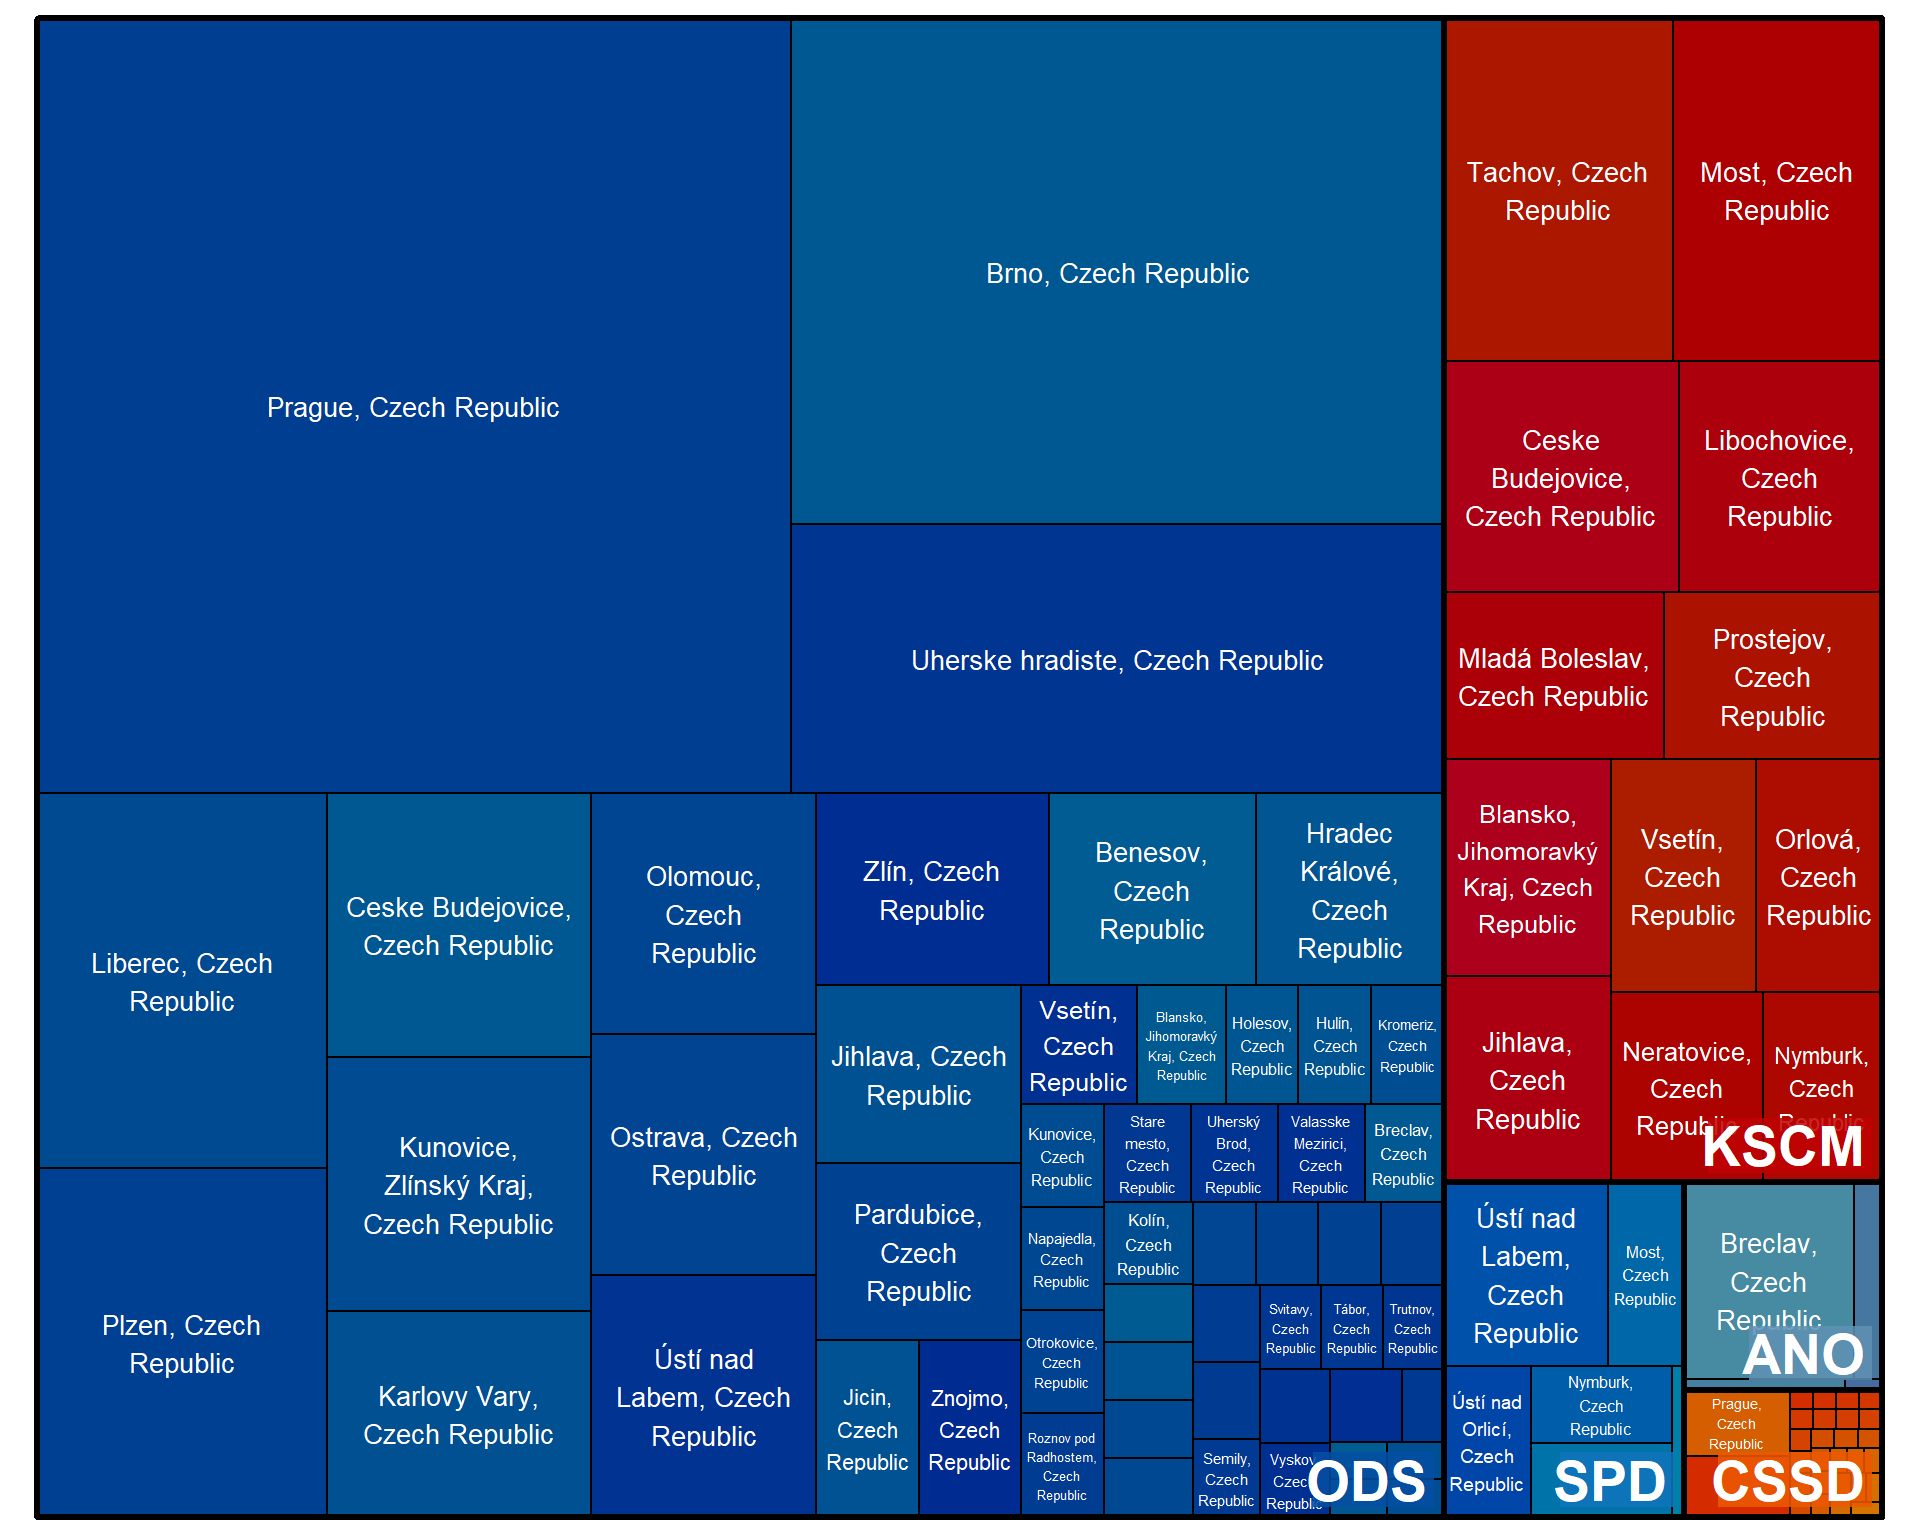 Prague, Czech Republic
Brno, Czech Republic
Uherske hradiste, Czech Republic
Liberec, Czech
Republic
Plzen, Czech
Republic
Ceske Budejovice,
Czech Republic
Kunovice,
Zlínský Kraj,
Czech Republic
Karlovy Vary,
Czech Republic
Olomouc,
Czech
Republic
Ostrava, Czech
Republic
Ústí nad
Labem, Czech
Republic
Zlín, Czech
Republic
Benesov,
Czech
Republic
Hradec
Králové,
Czech
Republic
Jihlava, Czech
Republic
Pardubice,
Czech
Republic
Jicin,
Czech
Republic
Znojmo,
Czech
Republic
Vsetín,
Czech
Republic
Blansko,
Jihomoravký
Kraj, Czech
Republic
Holesov,
Czech
Republic
Hulín,
Czech
Republic
Kromeriz,
Czech
Republic
Kunovice,
Czech
Republic
Napajedla,
Czech
Republic
Otrokovice,
Czech
Republic
Roznov pod
Radhostem,
Czech
Republic
Stare
mesto,
Czech
Republic
Uherský
Brod,
Czech
Republic
Valasske
Mezirici,
Czech
Republic
Breclav,
Czech
Republic
Kolín,
Czech
Republic
Svitavy,
Czech
Republic
Tábor,
Czech
Republic
Trutnov,
Czech
Republic
Semily,
Czech
Republic
Vyskov,
Czech
Republic
ODS
Tachov, Czech
Republic
Most, Czech
Republic
Ceske
Budejovice,
Czech Republic
Libochovice,
Czech
Republic
Mladá Boleslav,
Czech Republic
Prostejov,
Czech
Republic
Blansko,
Jihomoravký
Kraj, Czech
Republic
Vsetín,
Czech
Republic
Orlová,
Czech
Republic
Jihlava,
Czech
Republic
Neratovice,
Czech
Republic
Nymburk,
Czech
Republic
KSCM
Ústí nad
Labem,
Czech
Republic
Most,
Czech
Republic
Ústí nad
Orlicí,
Czech
Republic
Nymburk,
Czech
Republic
SPD
Breclav,
Czech
Republic
ANO
Prague,
Czech
Republic
CSSD